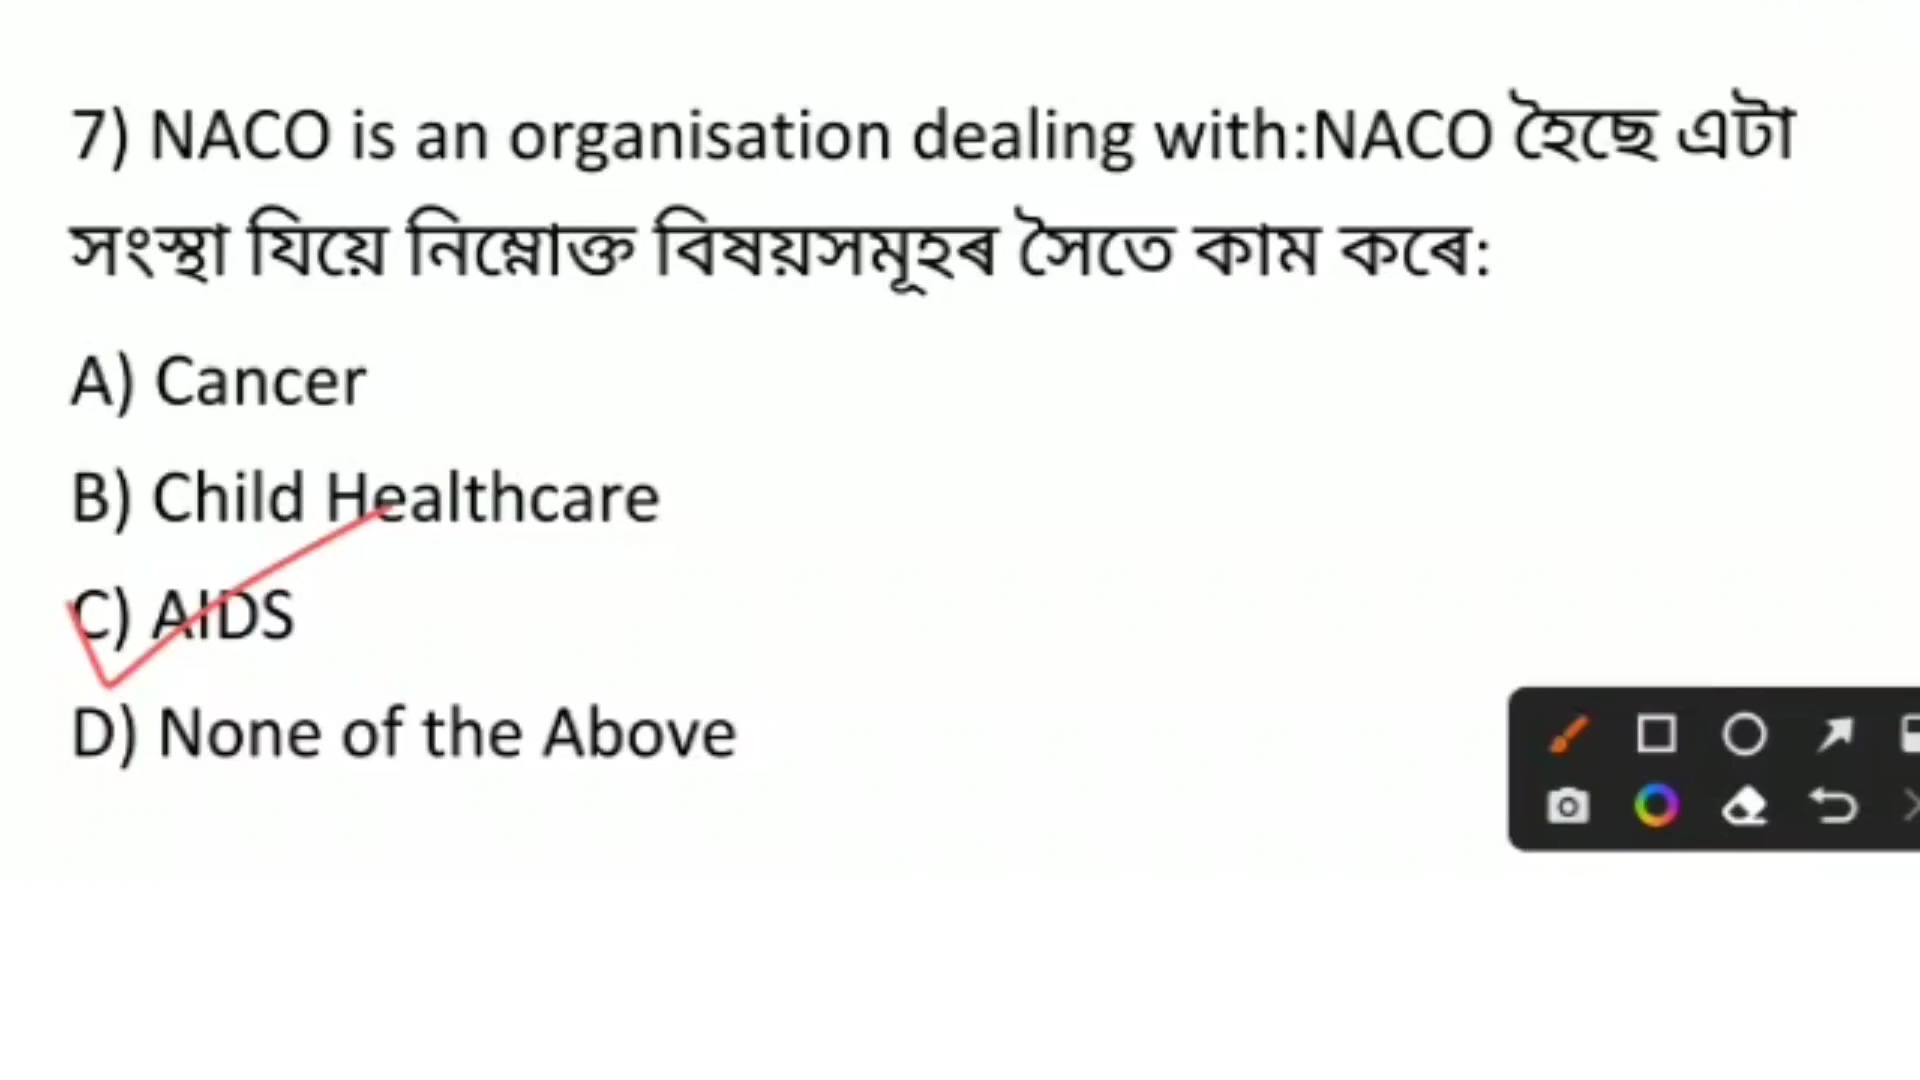 7) NACO is an organisation dealing with:NACO হৈছে এটা
সংস্থা যিয়ে নিম্নোক্ত বিষয়সমূহৰ সৈতে কাম কৰে:
A) Cancer
B) Child Healthcare
C) AIDS
D) None of the Above